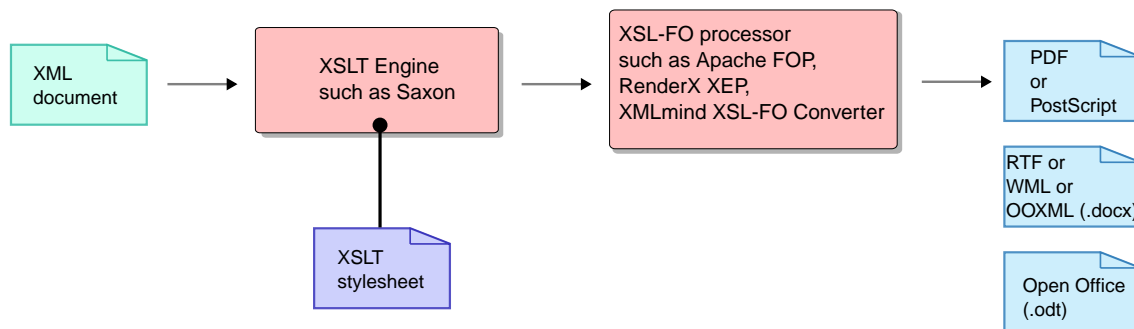 XML
document
XSLT Engine
such as Saxon
XSL-FO processor
such as Apache FOP,
RenderX XEP,
XMLmind XSL-FO Converter
PDF
or
PostScript
RTF or
WML or
OOXML (.docx)
XSLT
stylesheet
Open Office
(.odt)